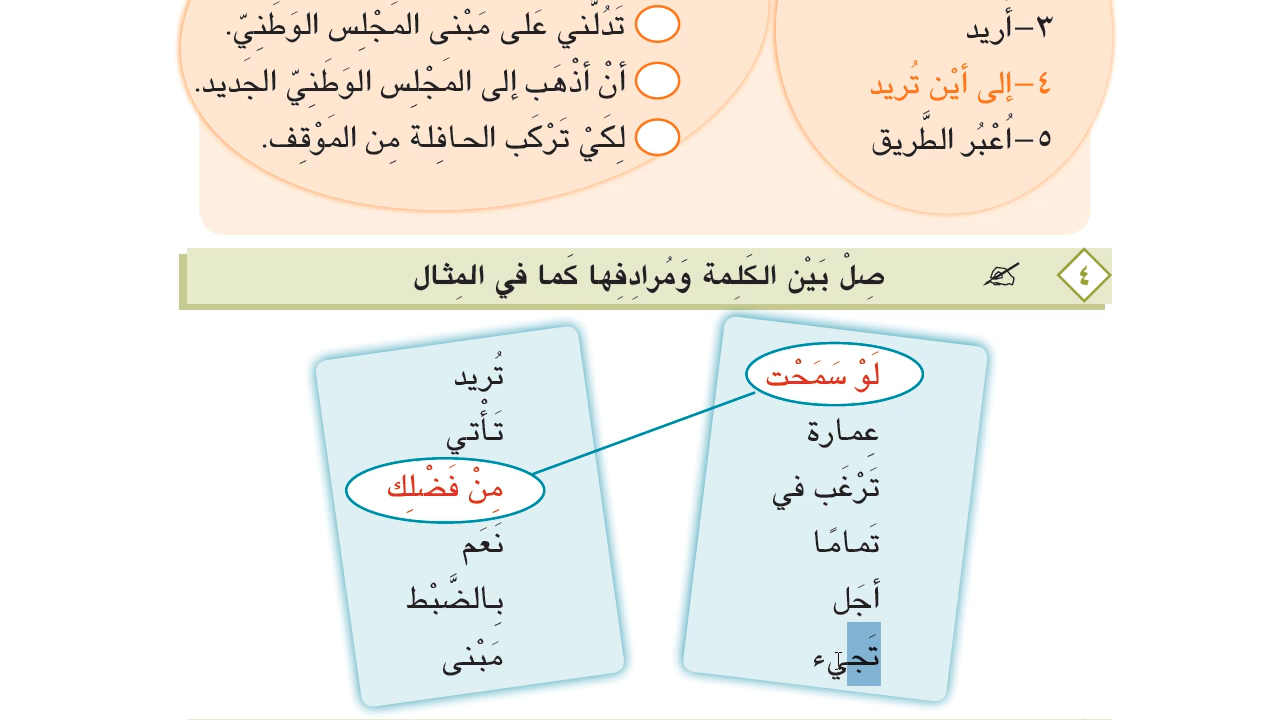 ٣–أُريد
٤–إلى أيْن تُريد
٥–اُعْبُر الطَّريق
تَدُلَّني عَلى مَبْنى المَجْلِس الوَطَنِيّ.
أنْ أذْهَب إلى المَجْلِس الوَطَنِيّ الجَديد.
لِكَيْ تَرْكَب الحافِلة مِن المَوْقِف.
٤ صِلْ بَيْن الكَلِمة وَمُرادِفِها كَما في المِثال
لَوْ سَمَحْت
عِمارة
تَرْغَب في
تَمامًا
أجَل
تَجيء
تُريد
تَأْتي
مِنْ فَضْلِك
نَعَم
بِالضَّبْط
مَبْنى